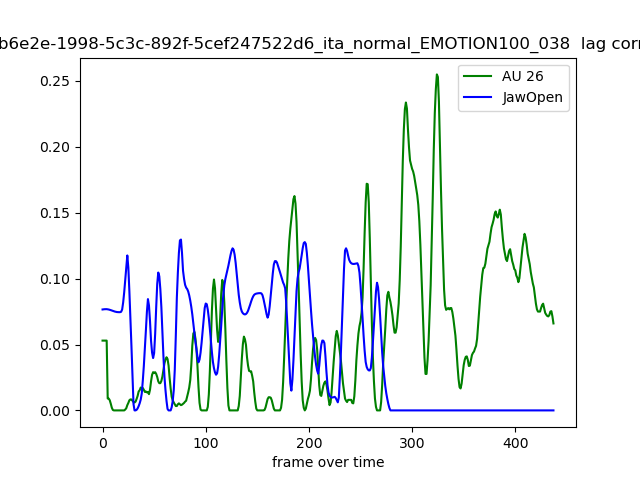 b6e2e-1998-5c3c-892f-5cef247522d6_ita_normal_EMOTION100_038  lag corr
AU 26
JawOpen
0.25
0.20
0.15
0.10
0.05
0.00
0 100 200 300 400
frame over time